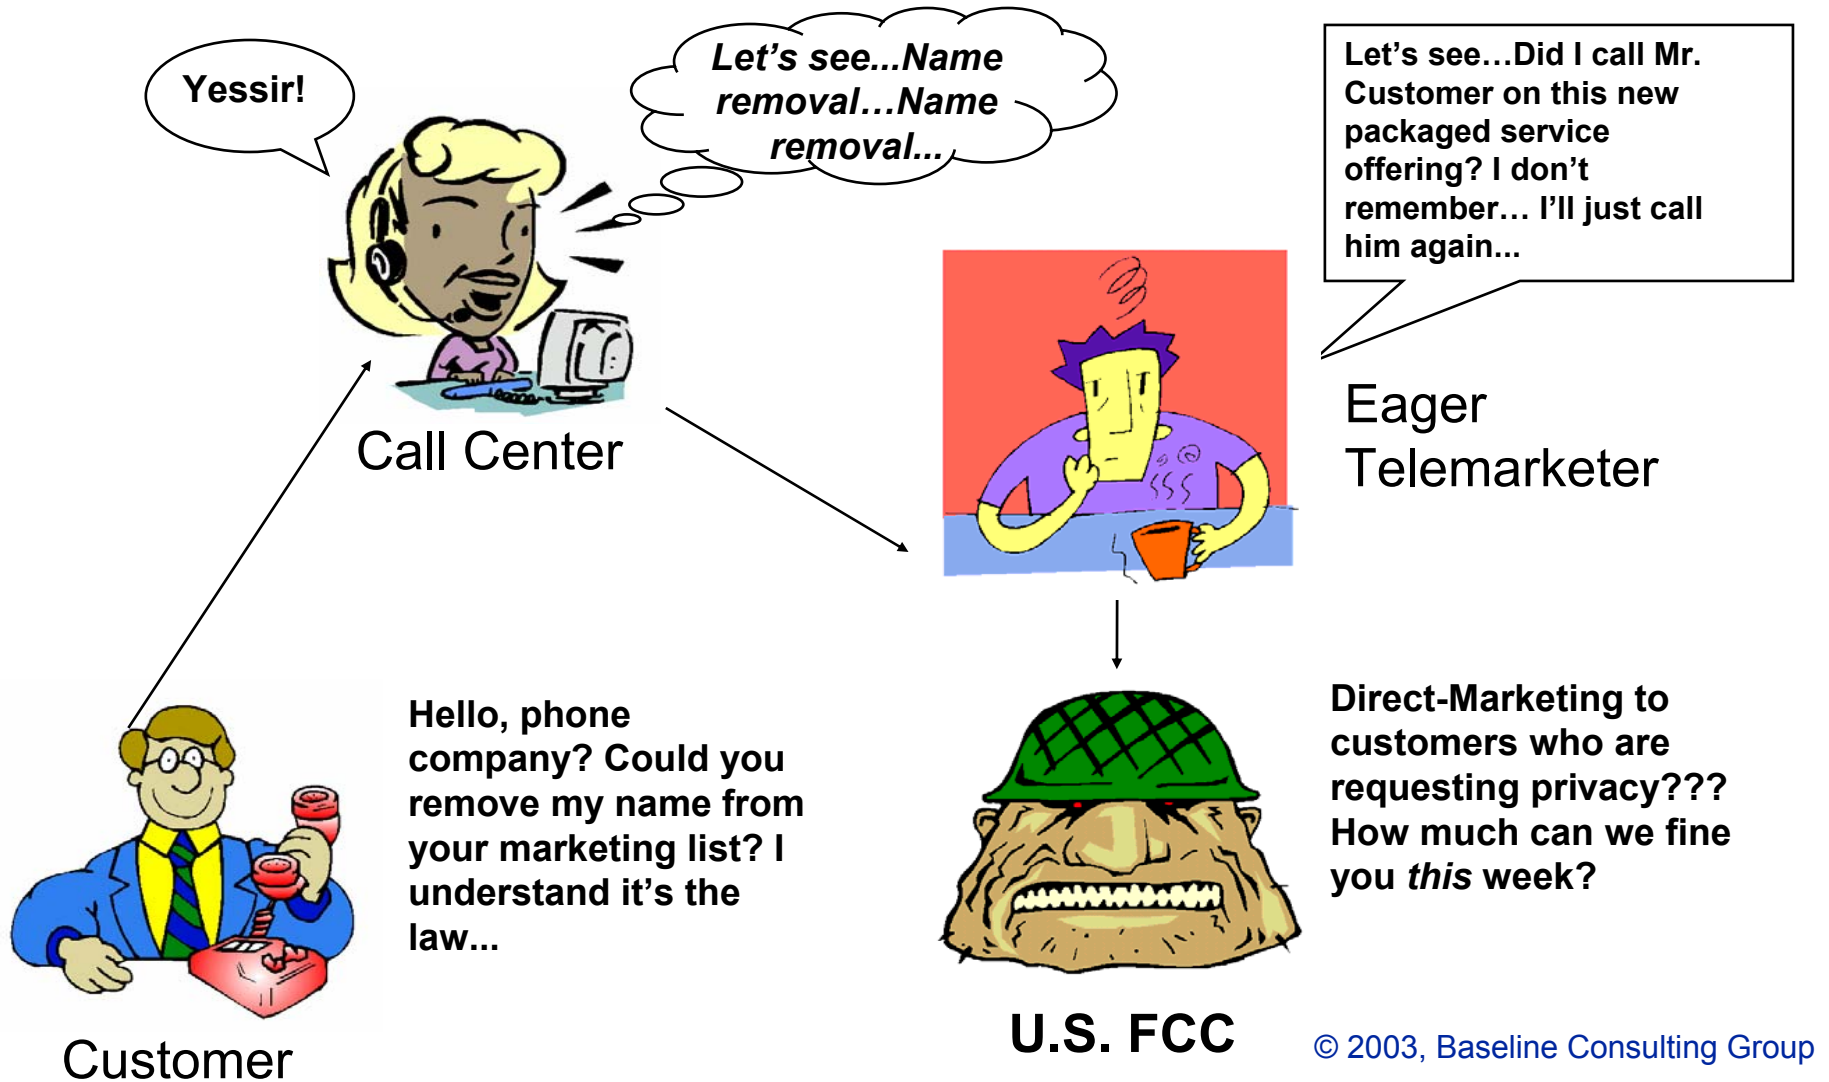 Yessir!
Let's see...Name
removal…Name
removal...
Let's see…Did I call Mr.
Customer on this new
packaged service
offering? I don't
remember… I'll just call
him again...
Call Center
Eager
Telemarketer
Hello, phone
company? Could you
remove my name from
your marketing list? I
understand it's the
law...
Customer
Direct-Marketing to
customers who are
requesting privacy???
How much can we fine
you this week?
U.S. FCC
© 2003, Baseline Consulting Group